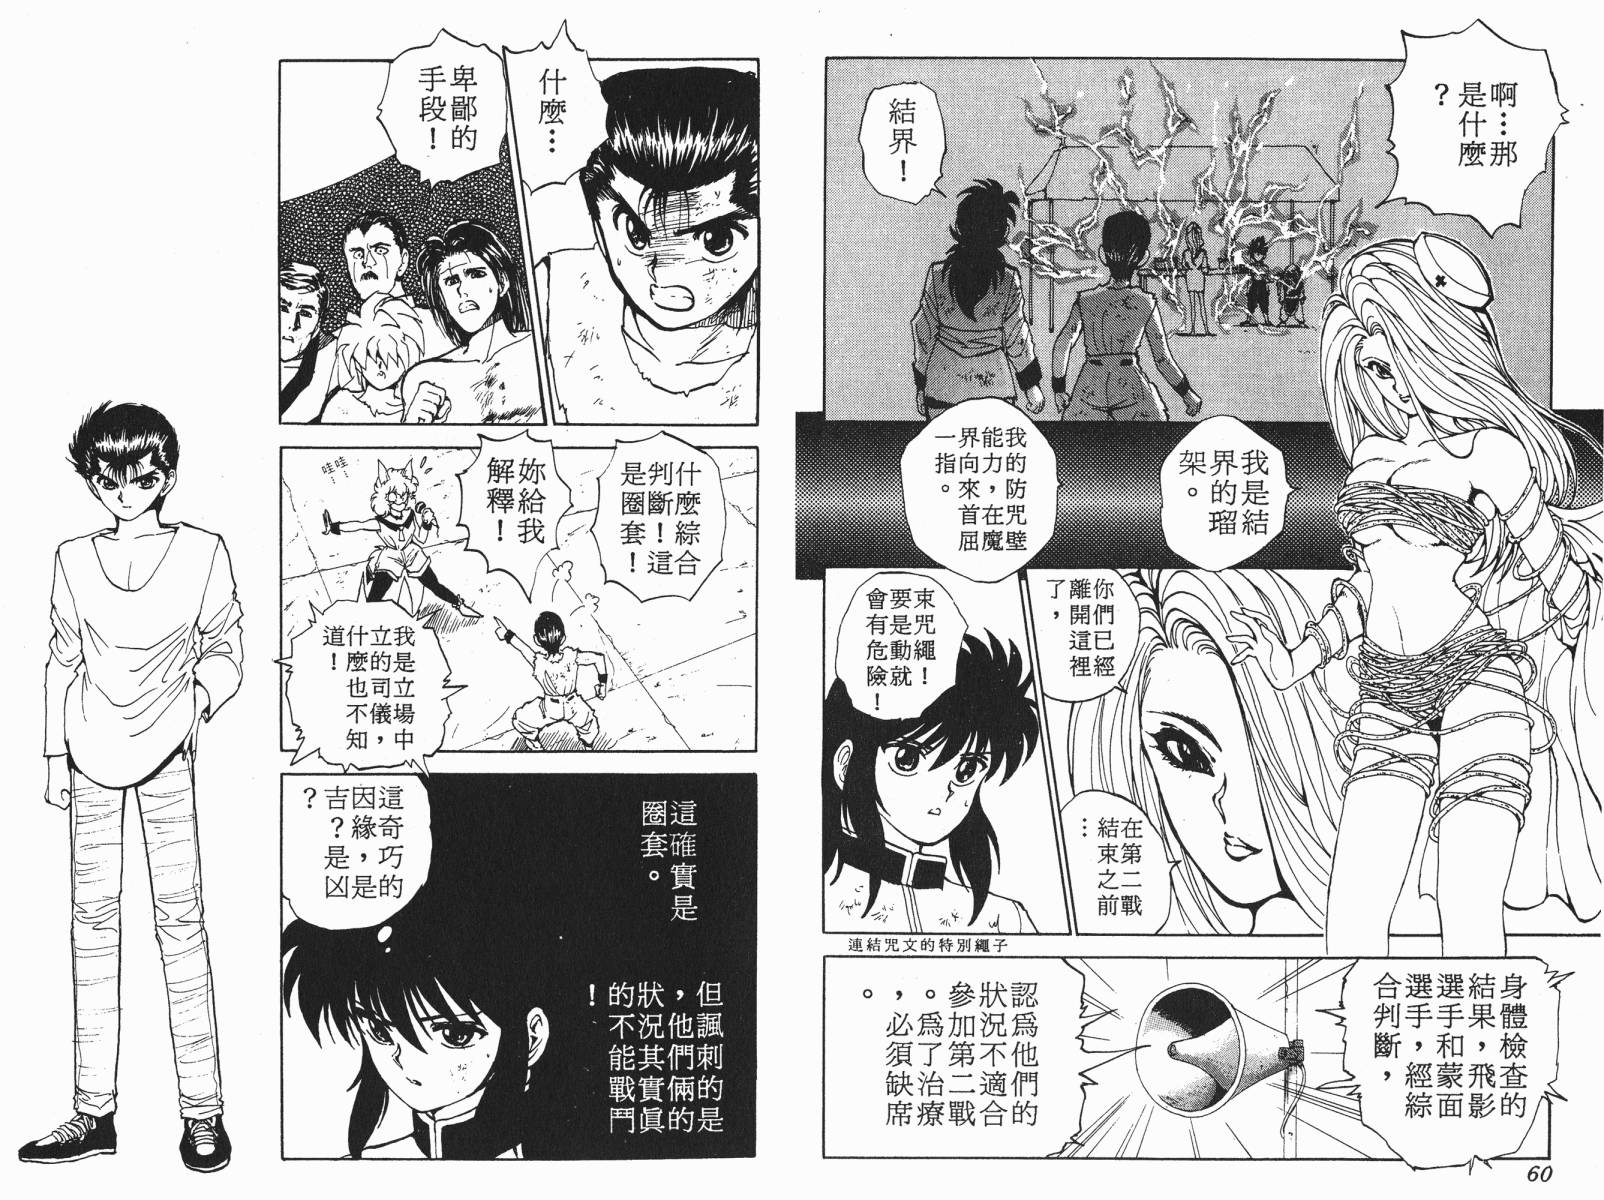 啊…那
是什麼
？
結界！
我是結
界的瑠
架。
我的防咒壁
能力，在魔
界向來首屈
一指。
你們已經
離開這裡
了，
束咒繩！
要是動就
會有危險
！
在第二戰
結束之前
…
連結咒文的特別繩子
身體檢查的
結果，飛影
選手和蒙面
選手，經綜
合判斷，
認為他們的
狀況不適合
參加第二戰
。為了治療
，必須缺席
。
60
什麼…
卑鄙的
手段！
什麼綜合
判斷！這
是圈套！
妳給我
解釋！
哇哇…
我是立場中
立的司儀，
什麼也不知
道！
這確實是
圈套。
但諷刺的是
，他們倆的
狀況其實真
的不能戰鬥
！
這奇巧的
因緣，是
吉？是凶
？